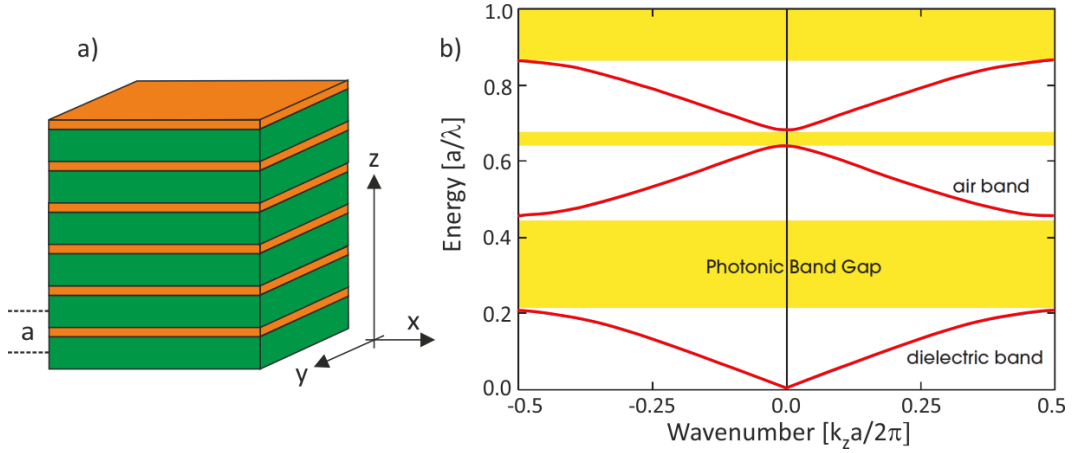 a)
z
x
y
a
b)
Energy [a/λ]
1.0
0.8
0.6
0.4
0.2
0.0
air band
Photonic Band Gap
dielectric band
-0.5
-0.25
0.0
0.25
0.5
Wavenumber [k_z a/2π]